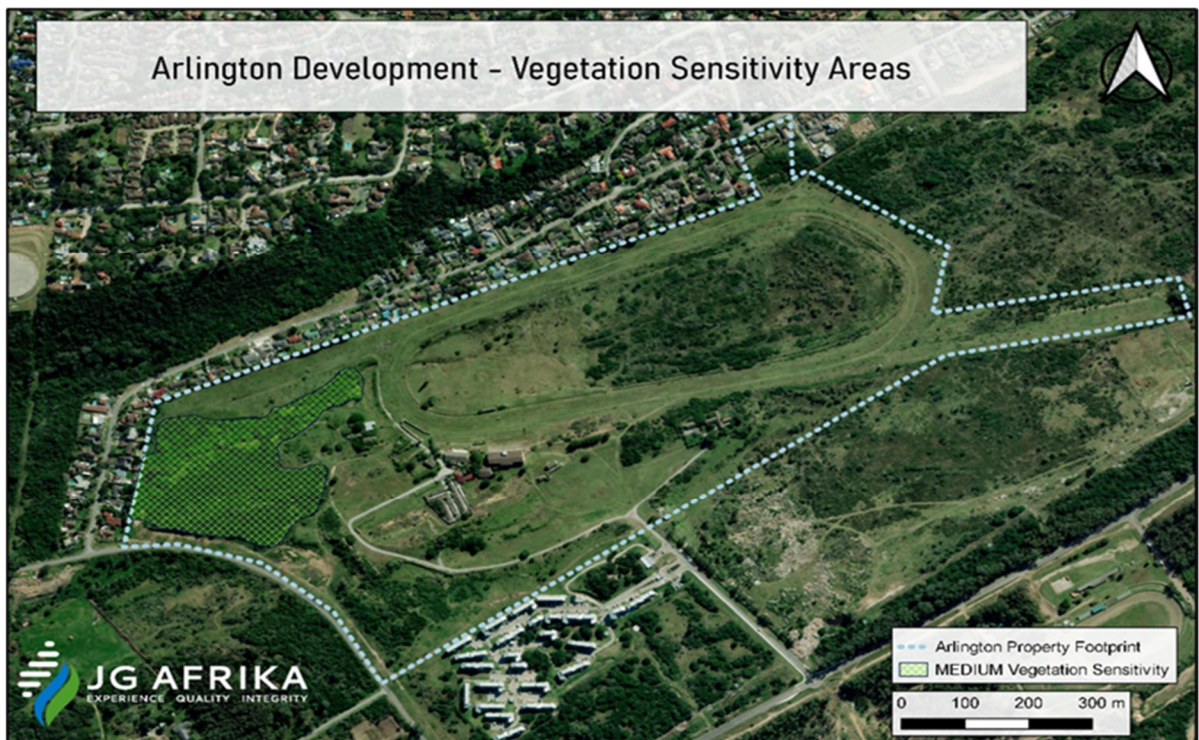 Arlington Development - Vegetation Sensitivity Areas
Arlington Property Footprint
MEDIUM Vegetation Sensitivity
0 100 200 300 m
JG AFRIKA
EXPERIENCE QUALITY INTEGRITY